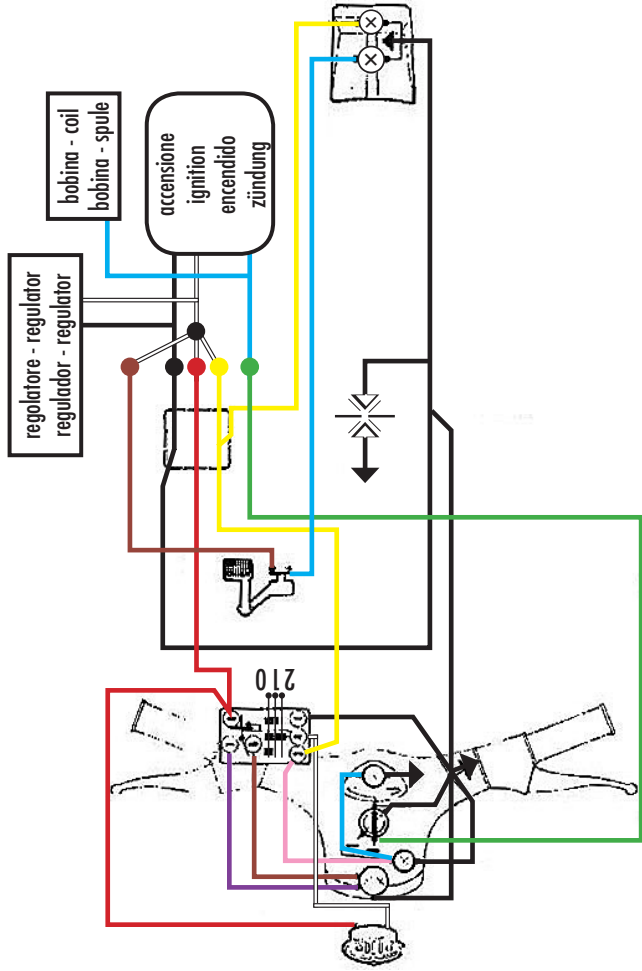 bobina - coil
bobina - spule
accensione
ignition
encendido
zündung
regolatore - regulator
regulador - regulator
210